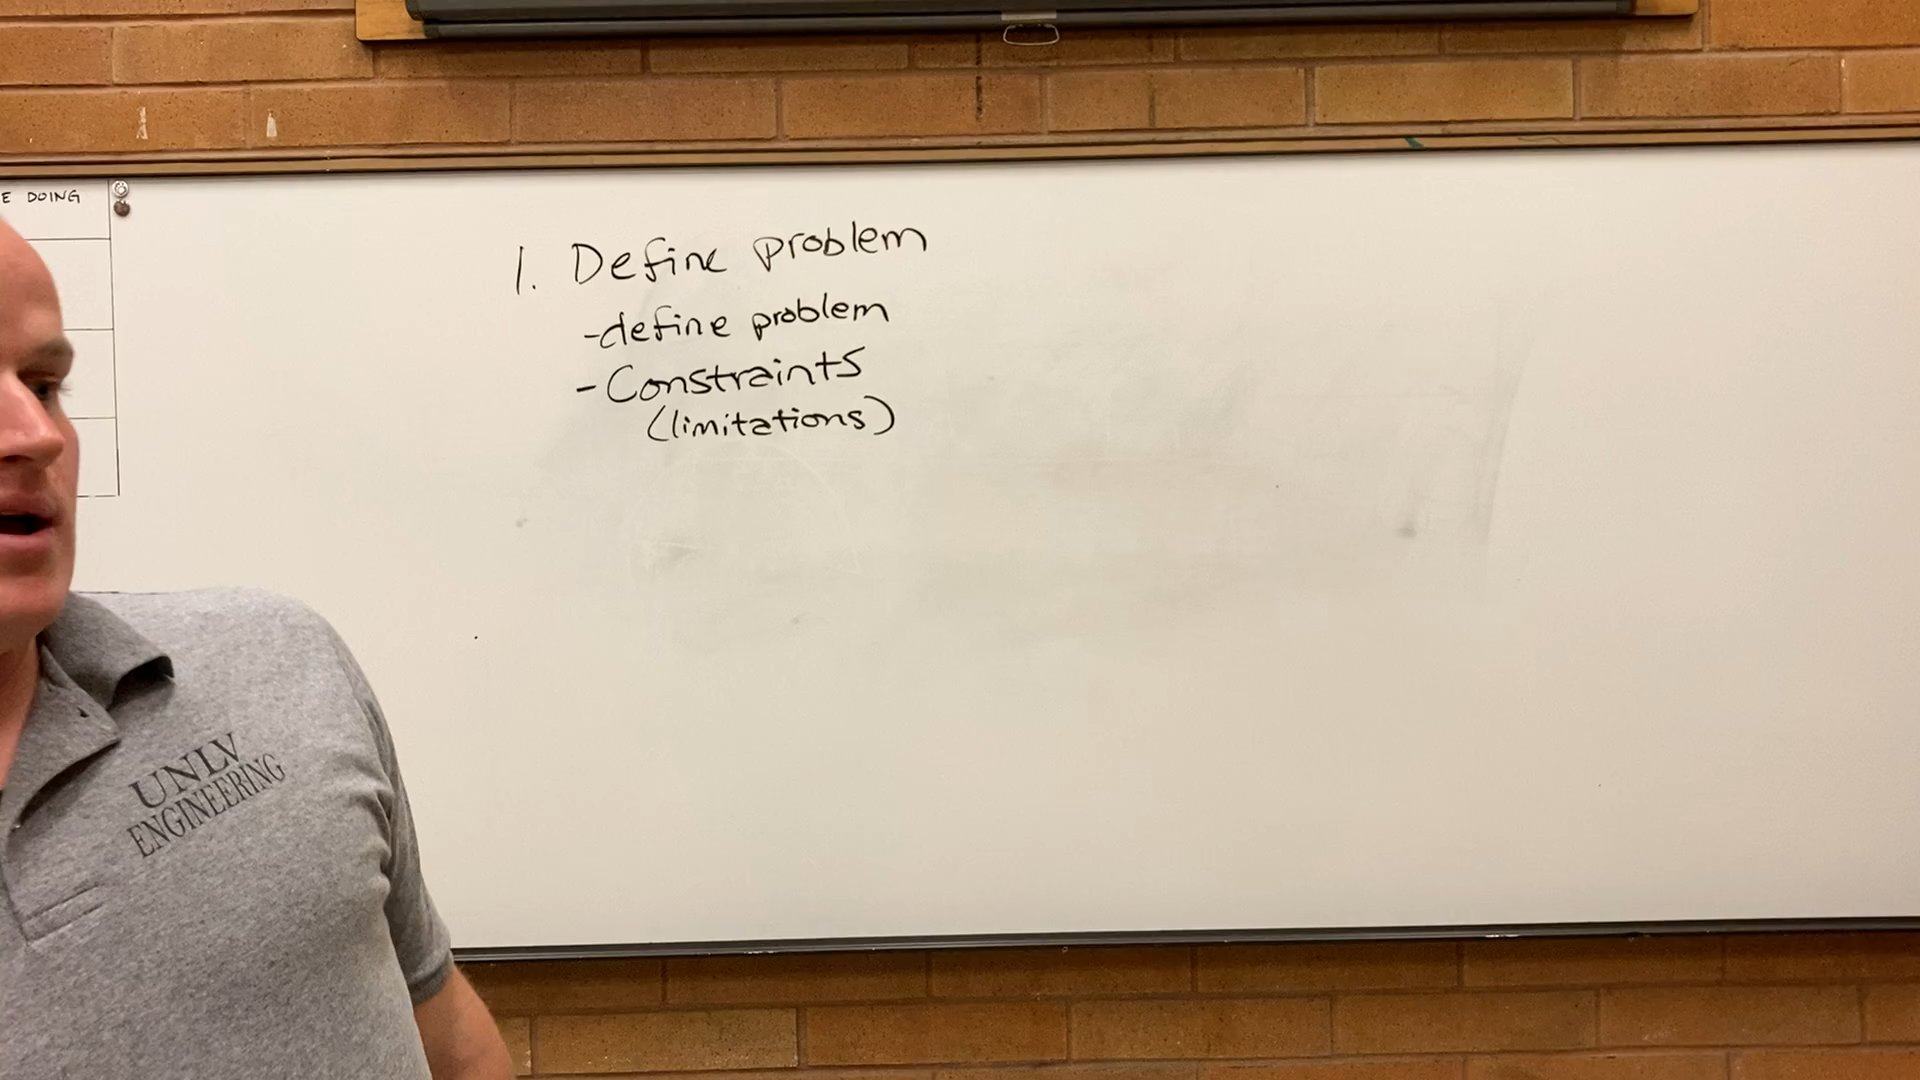 E DOING
1. Define problem
-define problem
- Constraints
(limitations)
UNLV
ENGINEERING